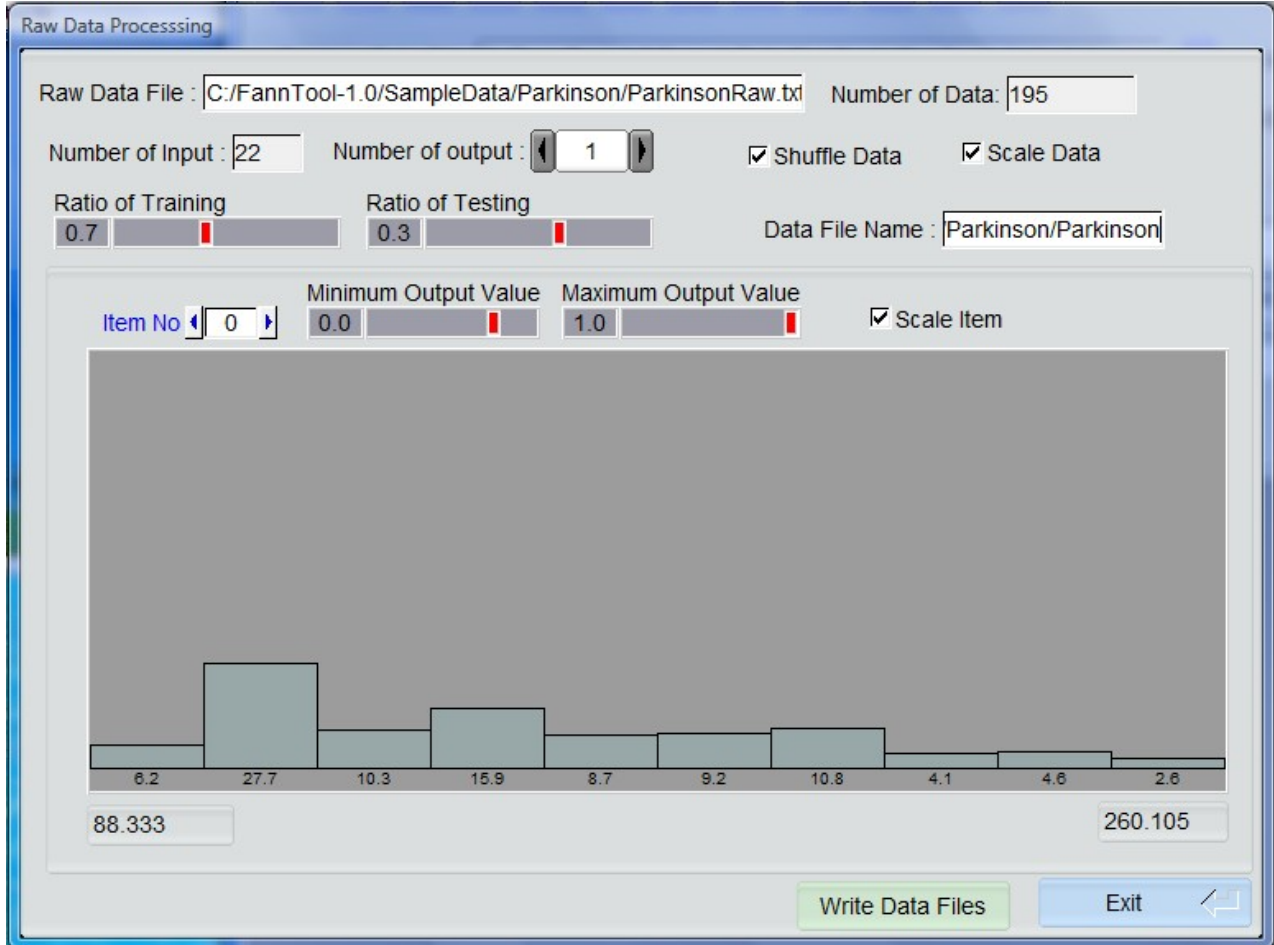 Raw Data Processsing
Raw Data File : C:/FannTool-1.0/SampleData/Parkinson/ParkinsonRaw.txt Number of Data: 195
Number of Input : 22 Number of output : 1 Shuffle Data Scale Data
Ratio of Training Ratio of Testing
0.7 0.3 Data File Name : /Parkinson/Parkinson
Minimum Output Value Maximum Output Value
Item No 0 0.0 1.0 Scale Item
6.2 27.7 10.3 15.9 8.7 9.2 10.8 4.1 4.6 2.6
88.333 260.105
Write Data Files Exit